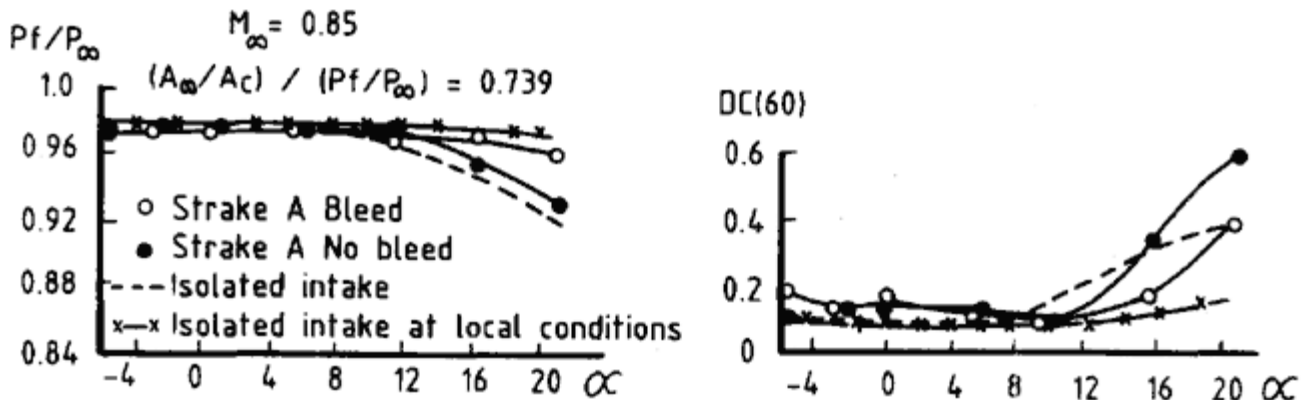 Pf/P∞
M∞= 0.85
(A∞/Ac) / (Pf/P∞) = 0.739
1.0
0.96
0.92
0.88
0.84
○ Strake A Bleed
● Strake A No bleed
---Isolated intake
x—x Isolated intake at local conditions
-4 0 4 8 12 16 20 α
DC(60)
0.6
0.4
0.2
0
-4 0 4 8 12 16 20 α